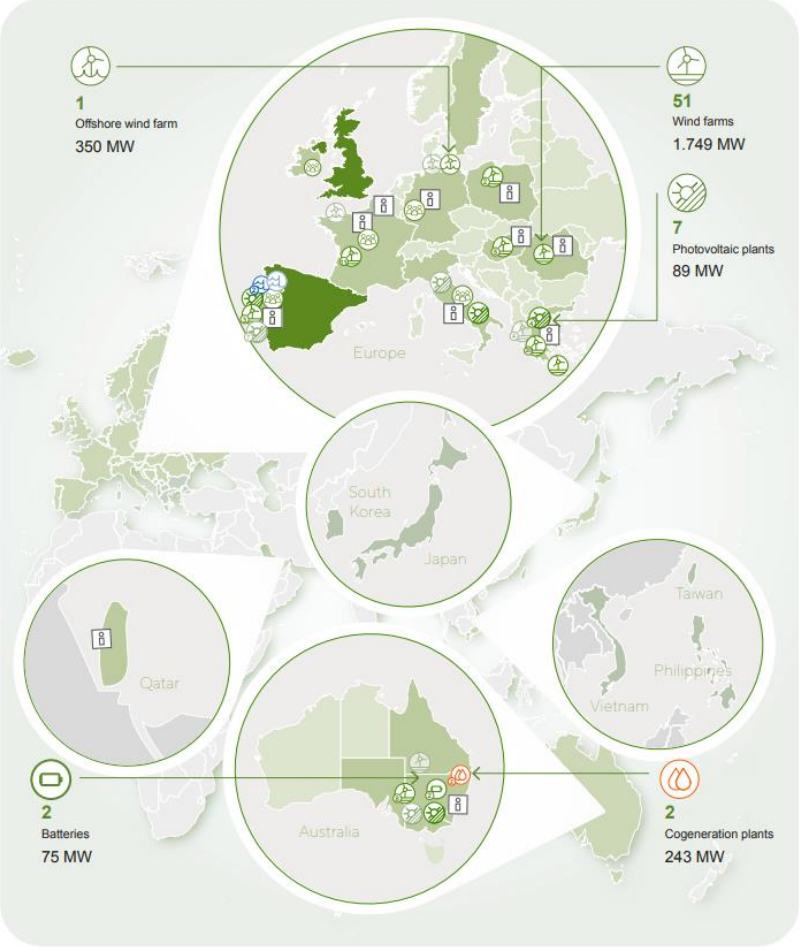 1
Offshore wind farm
350 MW
51
Wind farms
1.749 MW
7
Photovoltaic plants
89 MW
Europe
South
Korea
Japan
Taiwan
Philippines
Vietnam
Qatar
Australia
2
Batteries
75 MW
2
Cogeneration plants
243 MW